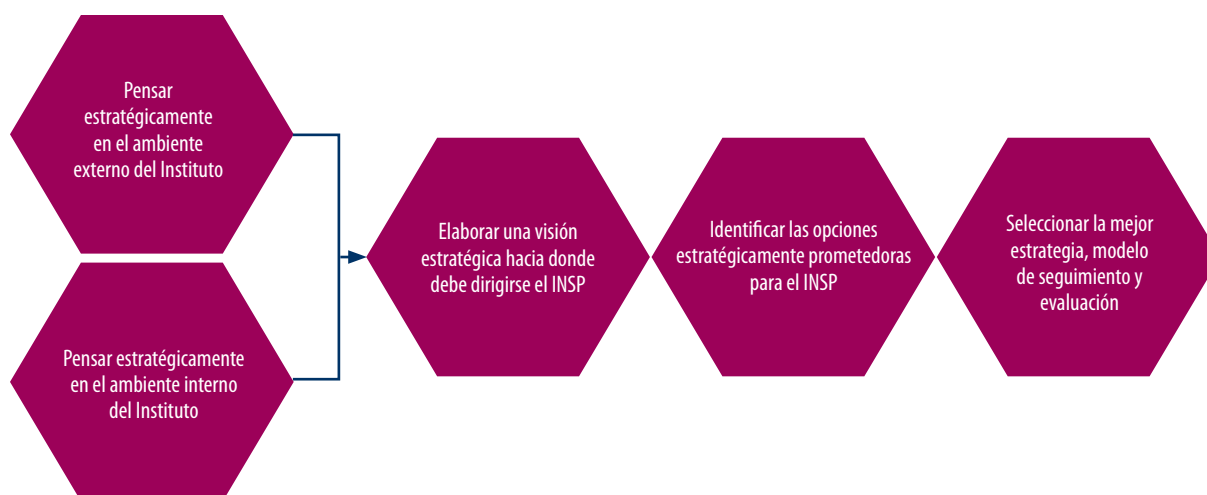 Pensar
estratégicamente
en el ambiente
externo del Instituto
Pensar estratégicamente
en el ambiente interno
del Instituto
Elaborar una visión
estratégica hacia donde
debe dirigirse el INSP
Identificar las opciones
estratégicamente prometedoras
para el INSP
Seleccionar la mejor
estrategia, modelo
de seguimiento y
evaluación